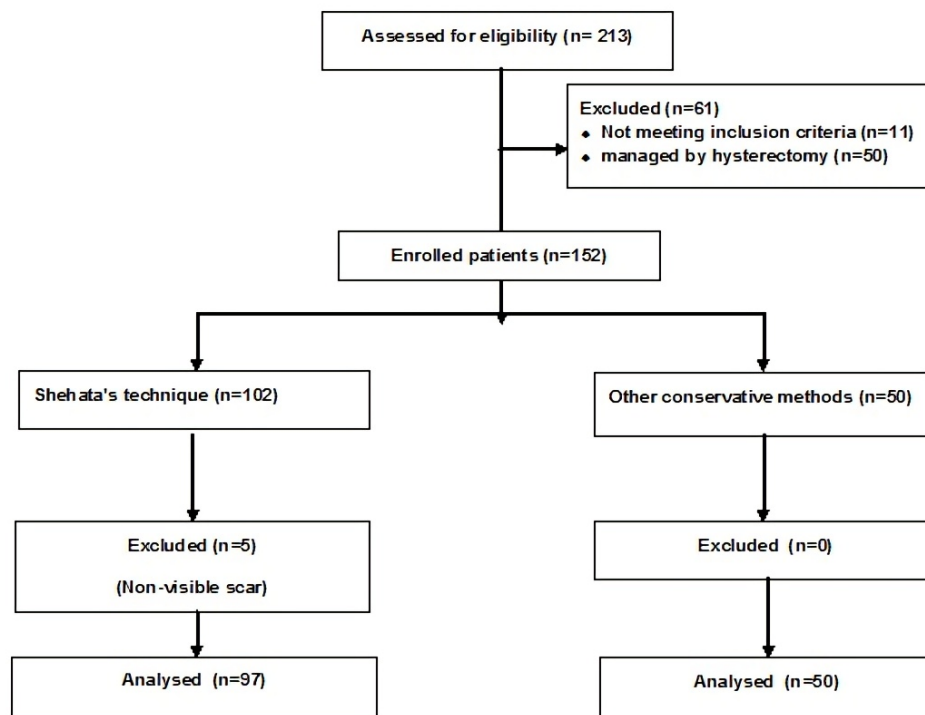 Assessed for eligibility (n= 213)
Excluded (n=61)
♦ Not meeting inclusion criteria (n=11)
♦ managed by hysterectomy (n=50)
Enrolled patients (n=152)
Shehata's technique (n=102)
Other conservative methods (n=50)
Excluded (n=5)
(Non-visible scar)
Excluded (n=0)
Analysed (n=97)
Analysed (n=50)